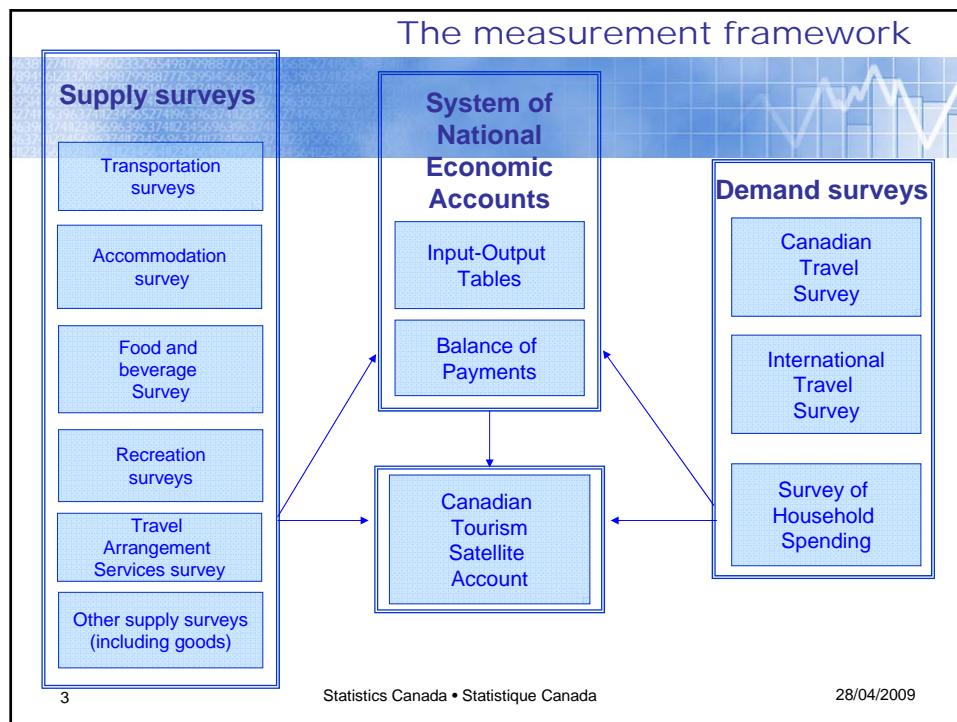 The measurement framework
Supply surveys
Transportation
surveys
Accommodation
survey
Food and
beverage
Survey
Recreation
surveys
Travel
Arrangement
Services survey
Other supply surveys
(including goods)
System of
National
Economic
Accounts
Input-Output
Tables
Balance of
Payments
Canadian
Tourism
Satellite
Account
Demand surveys
Canadian
Travel
Survey
International
Travel
Survey
Survey of
Household
Spending
3
Statistics Canada • Statistique Canada
28/04/2009